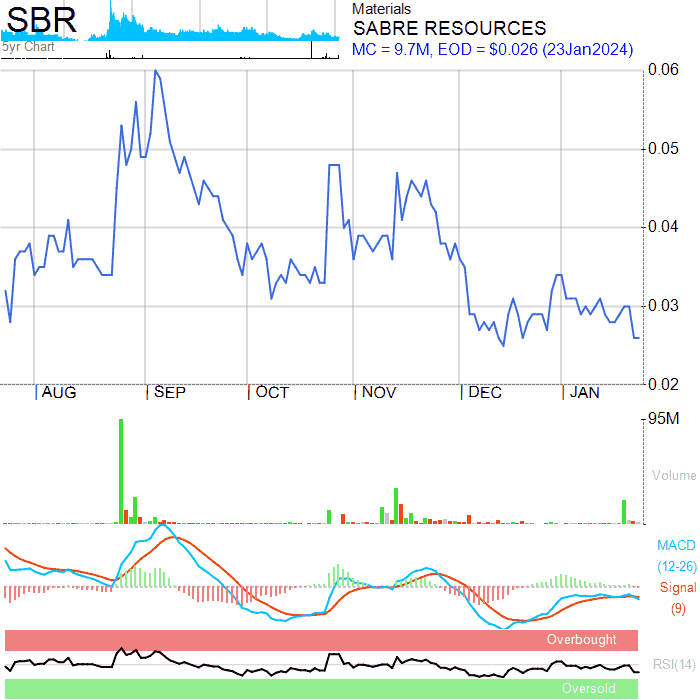 SBR
5yr Chart
Materials
SABRE RESOURCES
MC = 9.7M, EOD = $0.026 (23Jan2024)
0.06
0.05
0.04
0.03
0.02
AUG SEP OCT NOV DEC JAN
95M
Volume
MACD
(12-26)
Signal
(9)
Overbought
RSI(14)
Oversold